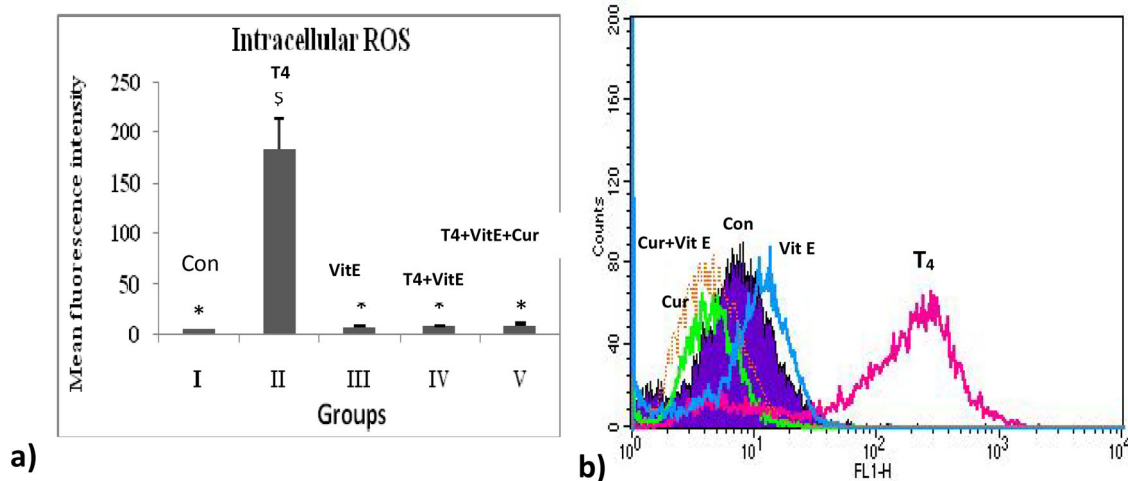 Intracellular ROS
Mean fluorescence intensity
250
200
150
100
50
0
T4
$
Con
*
VitE
*
T4+VitE
*
T4+VitE+Cur
*
I II III IV V
Groups
a)
b)
Counts
200
160
120
80
40
0
Cur+Vit E
Con
Vit E
Cur
T4
10^0 10^1 10^2 10^3 10^4
FL1-H